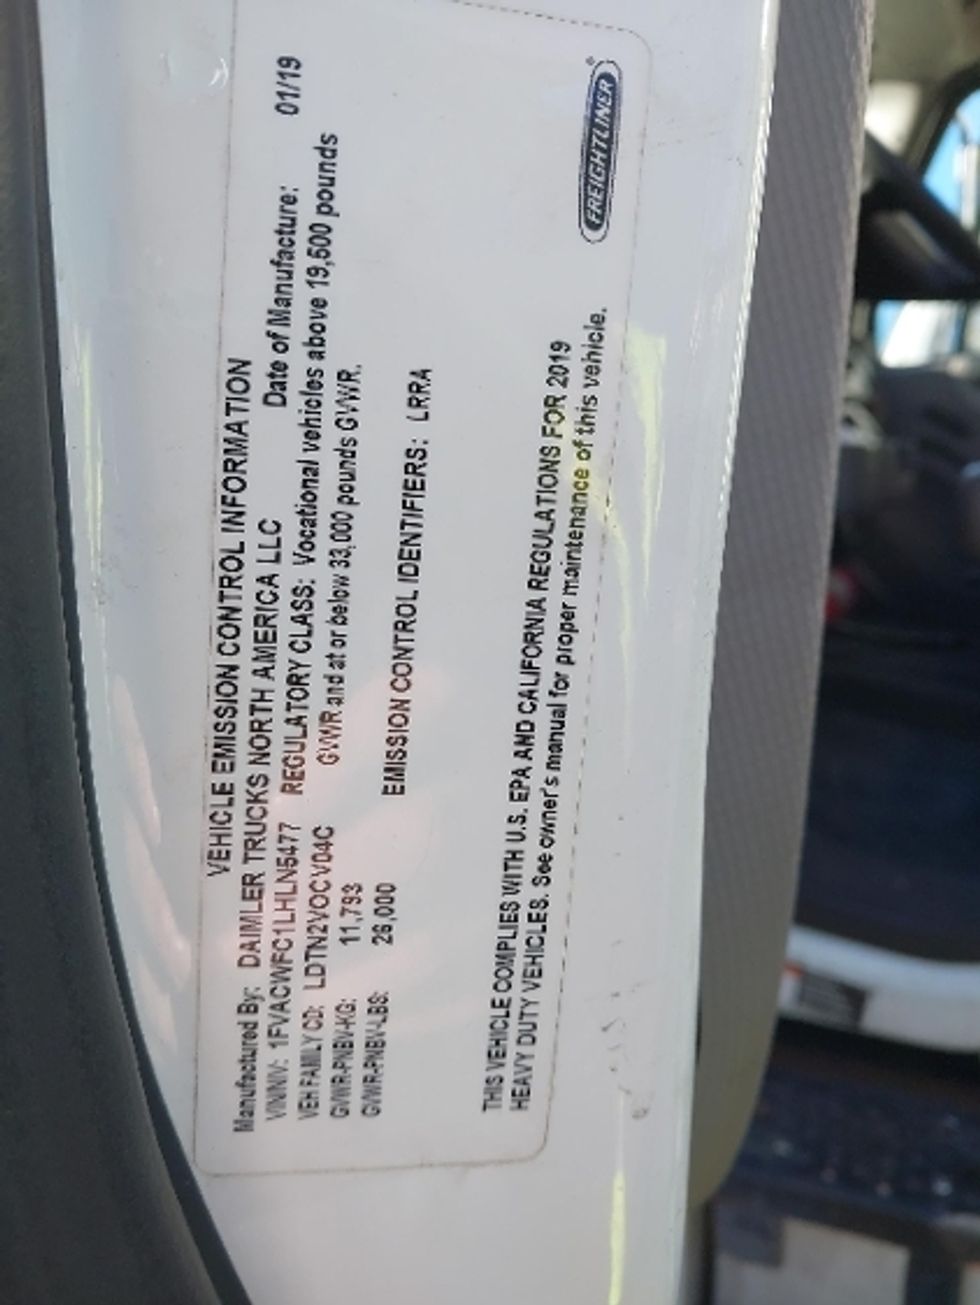 VEHICLE EMISSION CONTROL INFORMATION
Manufactured By: DAIMLER TRUCKS NORTH AMERICA LLC Date of Manufacture: 01/19
VIN/NIV: 1FVACWFC1LHLN5477 REGULATORY CLASS: Vocational vehicles above 19,500 pounds
VEH FAMILY CD: LDTN2VOCV04C GVWR and at or below 33,000 pounds GVWR.
GVWR-PNBV-KG: 11,793
GVWR-PNBV-LBS: 26,000 EMISSION CONTROL IDENTIFIERS: LRRA
THIS VEHICLE COMPLIES WITH U.S. EPA AND CALIFORNIA REGULATIONS FOR 2019
HEAVY DUTY VEHICLES. See owner's manual for proper maintenance of this vehicle.
FREIGHTLINER®